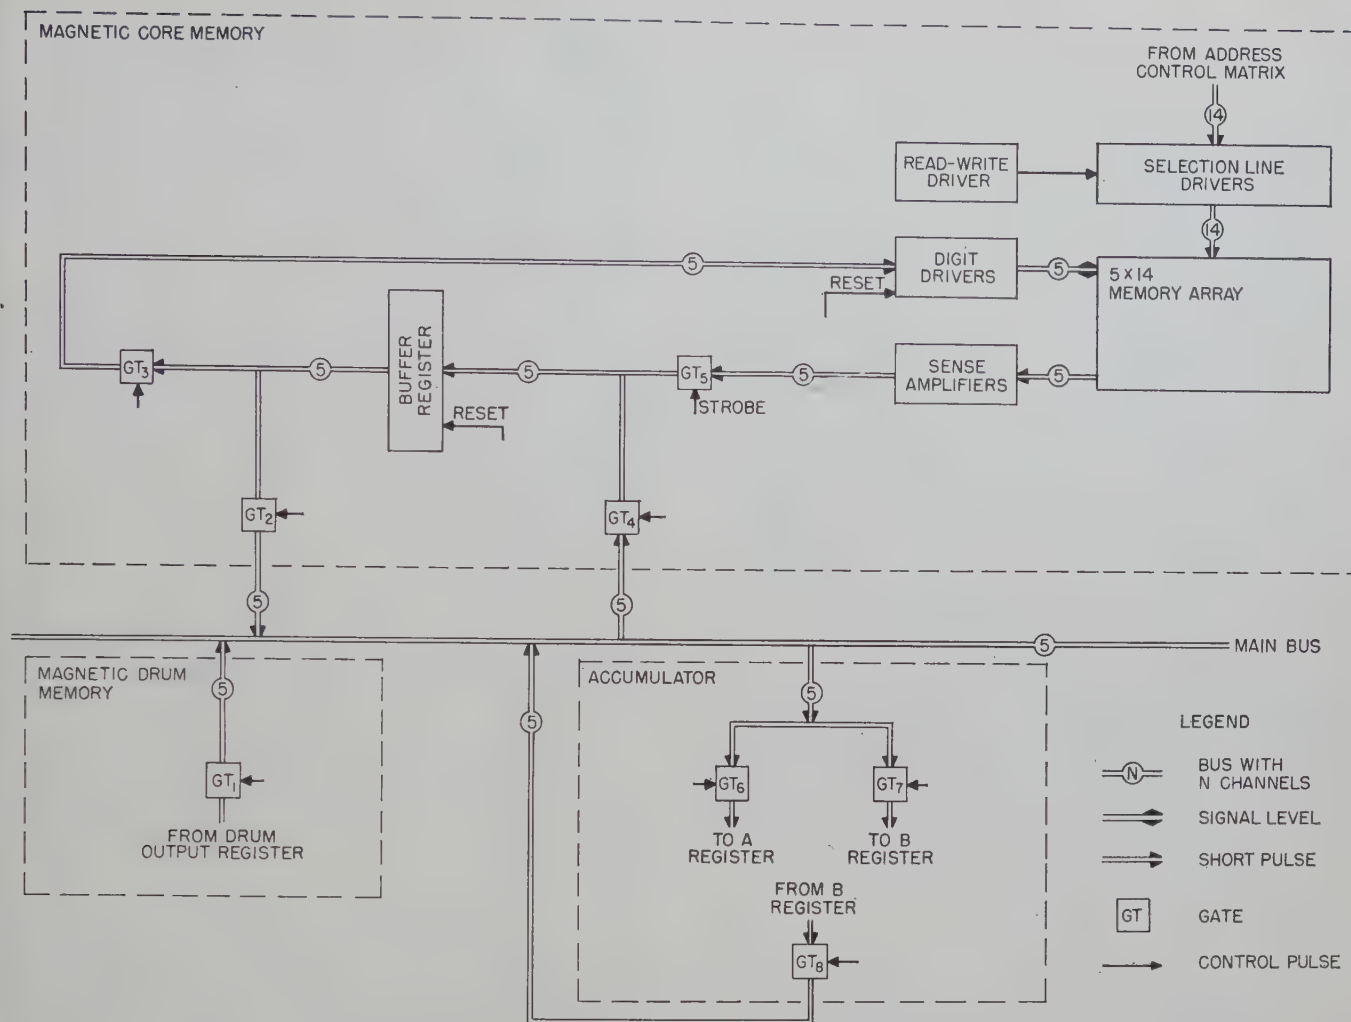 MAGNETIC CORE MEMORY
FROM ADDRESS
CONTROL MATRIX
14
READ-WRITE
DRIVER
SELECTION LINE
DRIVERS
14
5
DIGIT
DRIVERS
5
5 X 14
MEMORY ARRAY
RESET
BUFFER
REGISTER
GT3
5
5
GT5
5
SENSE
AMPLIFIERS
5
RESET
STROBE
GT2
GT4
5
5
5
MAIN BUS
MAGNETIC DRUM
MEMORY
5
GT1
FROM DRUM
OUTPUT REGISTER
5
ACCUMULATOR
5
GT6
GT7
TO A
REGISTER
TO B
REGISTER
FROM B
REGISTER
GT8
LEGEND
N
BUS WITH
N CHANNELS
SIGNAL LEVEL
SHORT PULSE
GT
GATE
CONTROL PULSE